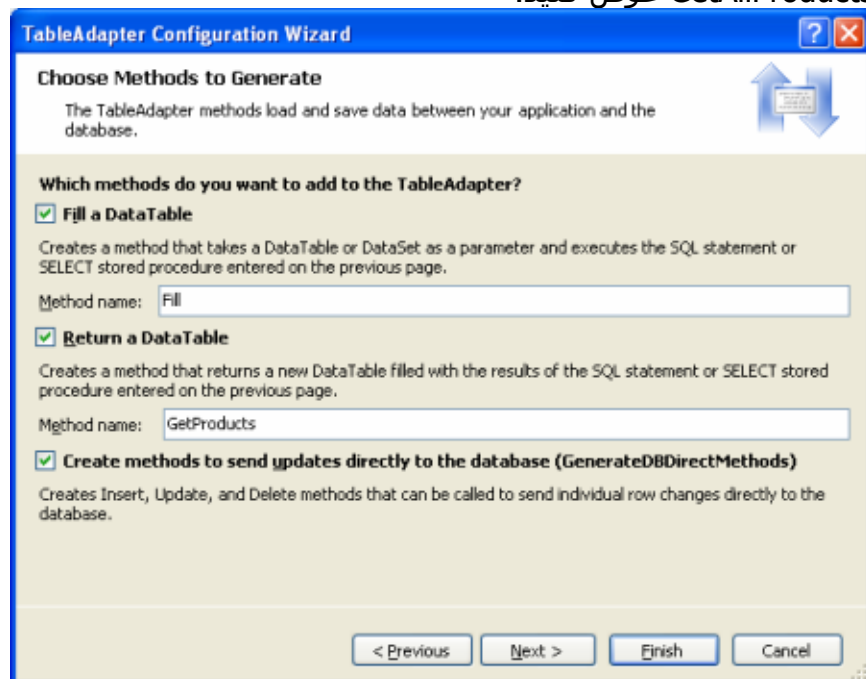 TableAdapter Configuration Wizard
Choose Methods to Generate
The TableAdapter methods load and save data between your application and the
database.
Which methods do you want to add to the TableAdapter?
Fill a DataTable
Creates a method that takes a DataTable or DataSet as a parameter and executes the SQL statement or
SELECT stored procedure entered on the previous page.
Method name: Fill
Return a DataTable
Creates a method that returns a new DataTable filled with the results of the SQL statement or SELECT stored
procedure entered on the previous page.
Method name: GetProducts
Create methods to send updates directly to the database (GenerateDBDirectMethods)
Creates Insert, Update, and Delete methods that can be called to send individual row changes directly to the
database.
< Previous Next > Finish Cancel